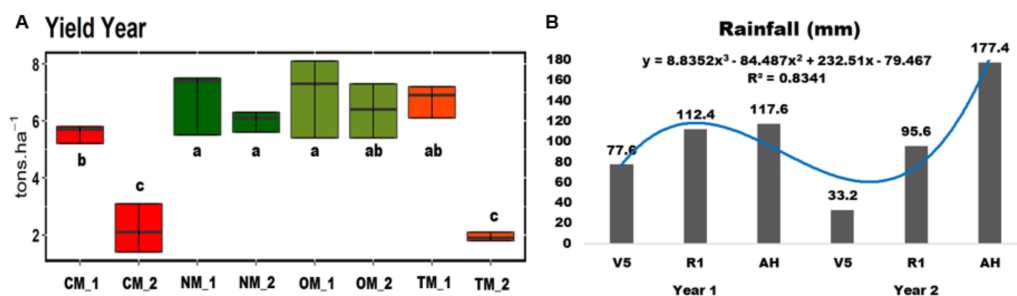 A
Yield Year
tons.ha⁻¹
8
6
4
2
b
c
a
a
a
ab
ab
c
CM_1 CM_2 NM_1 NM_2 OM_1 OM_2 TM_1 TM_2
B
Rainfall (mm)
y = 8.8352x³ - 84.487x² + 232.51x - 79.467
R² = 0.8341
180
160
140
120
100
80
60
40
20
0
77.6
112.4
117.6
33.2
95.6
177.4
V5 R1 AH V5 R1 AH
Year 1 Year 2